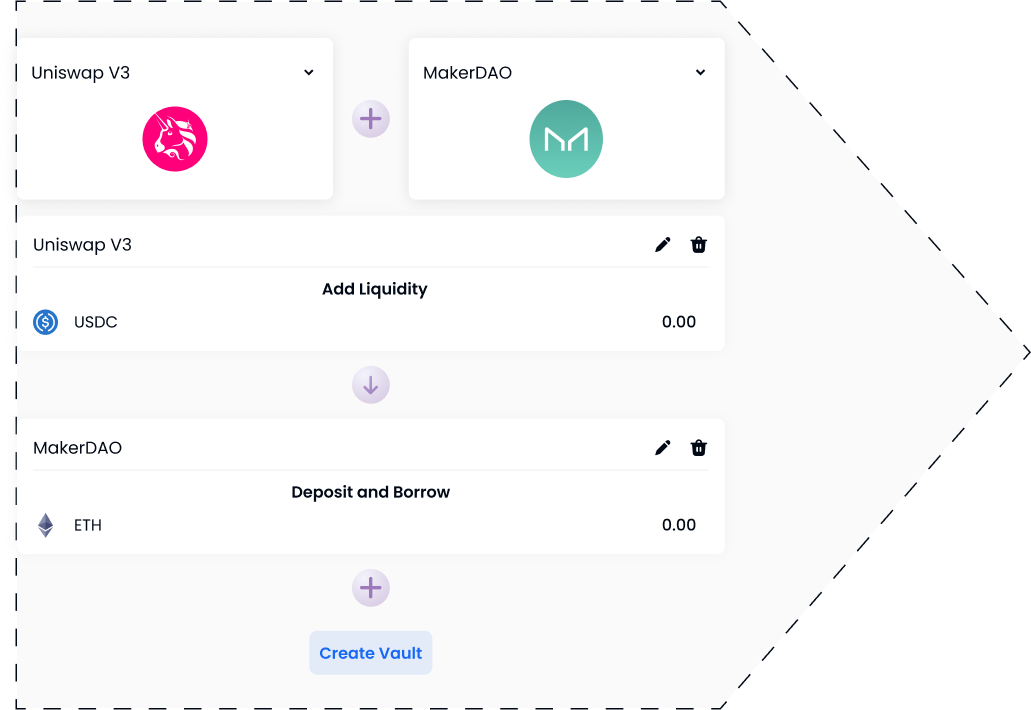 Uniswap V3
MakerDAO
Uniswap V3
Add Liquidity
USDC 0.00
MakerDAO
Deposit and Borrow
ETH 0.00
Create Vault